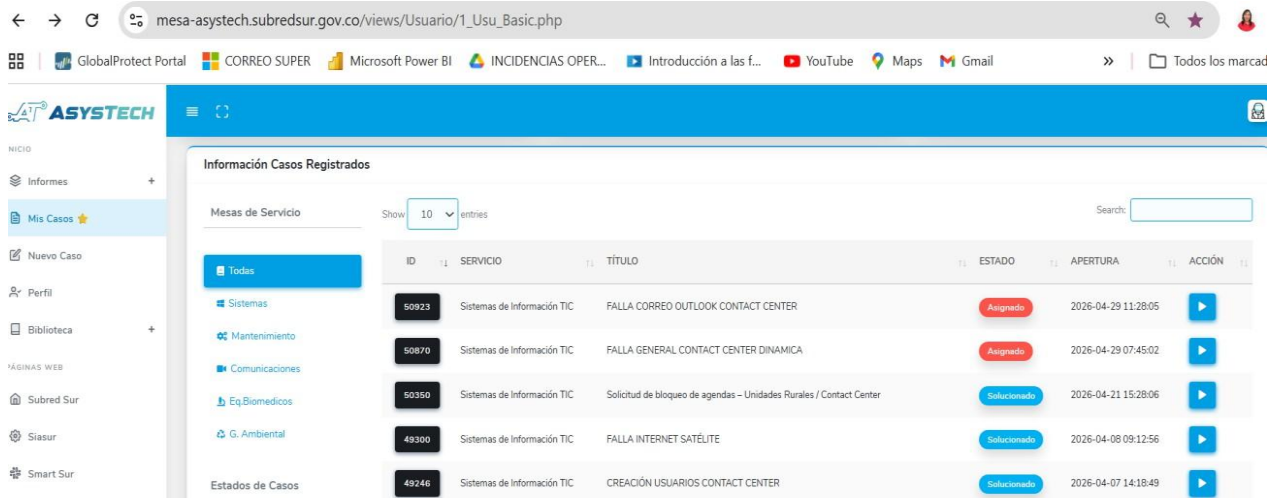 mesa-asystech.subredsur.gov.co/views/Usuario/1_Usu_Basic.php
GlobalProtect Portal CORREO SUPER Microsoft Power BI INCIDENCIAS OPER... Introducción a las f... YouTube Maps Gmail » Todos los marcad
AT ASYSTECH
NICIO
Informes +
Mis Casos
Nuevo Caso
Perfil
Biblioteca +
PÁGINAS WEB
Subred Sur
Siasur
Smart Sur
Información Casos Registrados
Mesas de Servicio
Todas
Sistemas
Mantenimiento
Comunicaciones
Eq.Biomedicos
G. Ambiental
Estados de Casos
Show 10 entries
Search:
ID SERVICIO TÍTULO ESTADO APERTURA ACCIÓN
50923 Sistemas de Información TIC FALLA CORREO OUTLOOK CONTACT CENTER Asignado 2026-04-29 11:28:05
50870 Sistemas de Información TIC FALLA GENERAL CONTACT CENTER DINAMICA Asignado 2026-04-29 07:45:02
50350 Sistemas de Información TIC Solicitud de bloqueo de agendas – Unidades Rurales / Contact Center Solucionado 2026-04-21 15:28:06
49300 Sistemas de Información TIC FALLA INTERNET SATÉLITE Solucionado 2026-04-08 09:12:56
49246 Sistemas de Información TIC CREACIÓN USUARIOS CONTACT CENTER Solucionado 2026-04-07 14:18:49